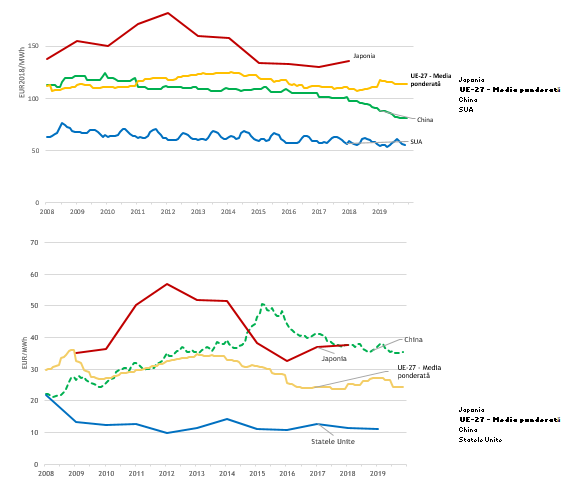 EUR2018/MWh
150
100
50
0
2008 2009 2010 2011 2012 2013 2014 2015 2016 2017 2018 2019
Japonia
UE-27 - Media
ponderată
China
SUA
Japonia
UE-27 - Media ponderati
China
SUA
EUR/MWh
70
60
50
40
30
20
10
0
2008 2009 2010 2011 2012 2013 2014 2015 2016 2017 2018 2019
China
Japonia
UE-27 - Media
ponderată
Statele Unite
Japonia
UE-27 - Media ponderati
China
Statele Unite